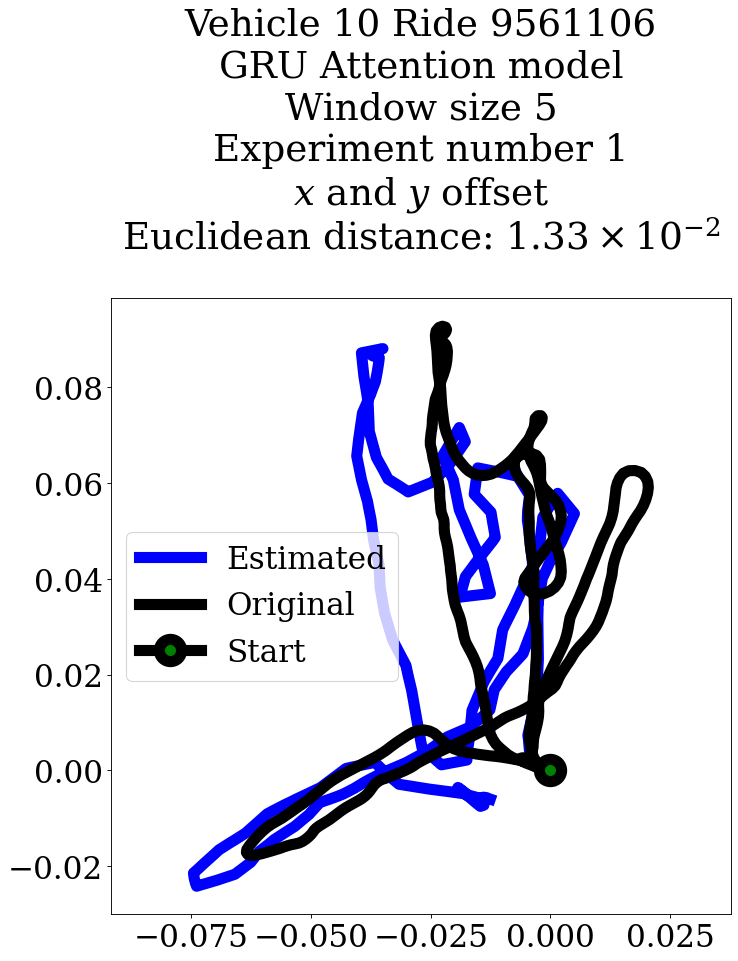 Vehicle 10 Ride 9561106
GRU Attention model
Window size 5
Experiment number 1
x and y offset
Euclidean distance: 1.33 × 10⁻²
0.08
0.06
0.04
0.02
0.00
−0.02
Estimated
Original
Start
−0.075 −0.050 −0.025 0.000 0.025